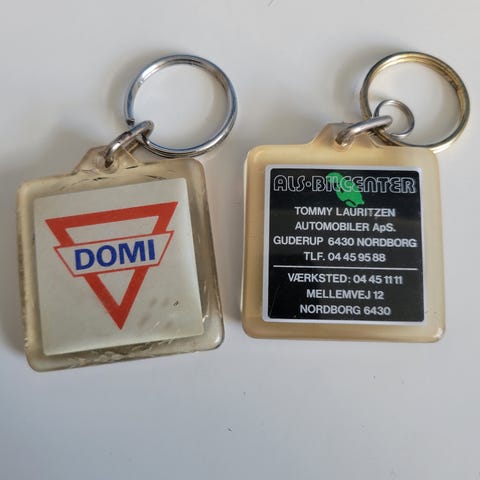 DOMI
ALS·BILCENTER
TOMMY LAURITZEN
AUTOMOBILER ApS.
GUDERUP 6430 NORDBORG
TLF. 04 45 95 88
VÆRKSTED: 04 45 11 11
MELLEMVEJ 12
NORDBORG 6430